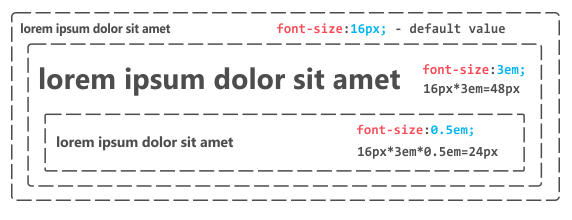 lorem ipsum dolor sit amet font-size:16px; - default value
lorem ipsum dolor sit amet font-size:3em;
16px*3em=48px
lorem ipsum dolor sit amet font-size:0.5em;
16px*3em*0.5em=24px